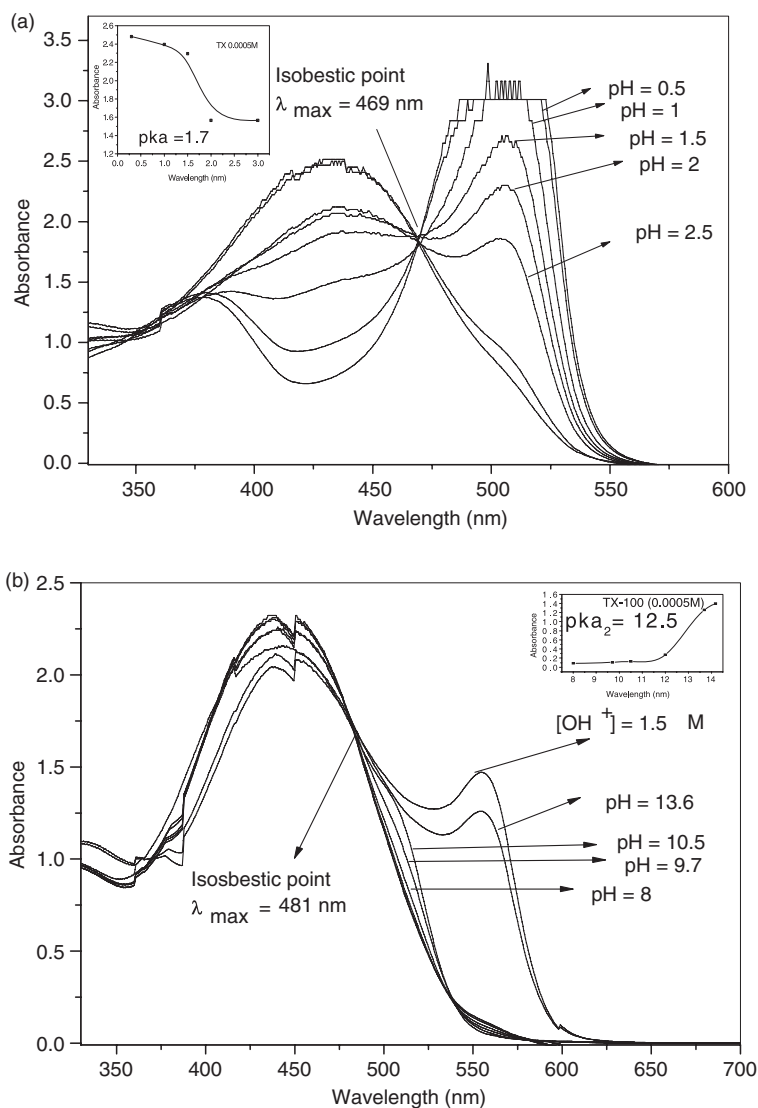 (a)
2.6
2.4
2.2
2.0
1.8
1.6
1.4
1.2
Absorbance
TX 0.0005M
pka =1.7
0.0 0.5 1.0 1.5 2.0 2.5 3.0
Wavelength (nm)
Isobestic point
λ max = 469 nm
pH = 0.5
pH = 1
pH = 1.5
pH = 2
pH = 2.5
3.5
3.0
2.5
2.0
1.5
1.0
0.5
0.0
Absorbance
350 400 450 500 550 600
Wavelength (nm)
(b)
2.5
2.0
1.5
1.0
0.5
0.0
Absorbance
1.6
1.4
1.2
1.0
0.8
0.6
0.4
0.2
0.0
Absorbance
TX-100 (0.0005M)
pka2 = 12.5
8 9 10 11 12 13 14
Wavelength (nm)
[OH +] = 1.5 M
pH = 13.6
pH = 10.5
pH = 9.7
pH = 8
Isosbestic point
λ max = 481 nm
350 400 450 500 550 600 650 700
Wavelength (nm)